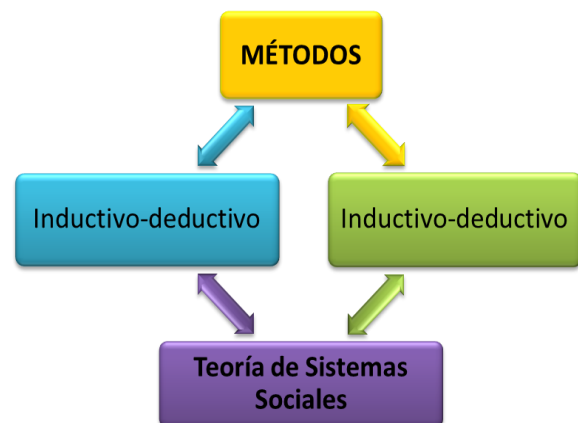 MÉTODOS
Inductivo-deductivo
Inductivo-deductivo
Teoría de Sistemas
Sociales